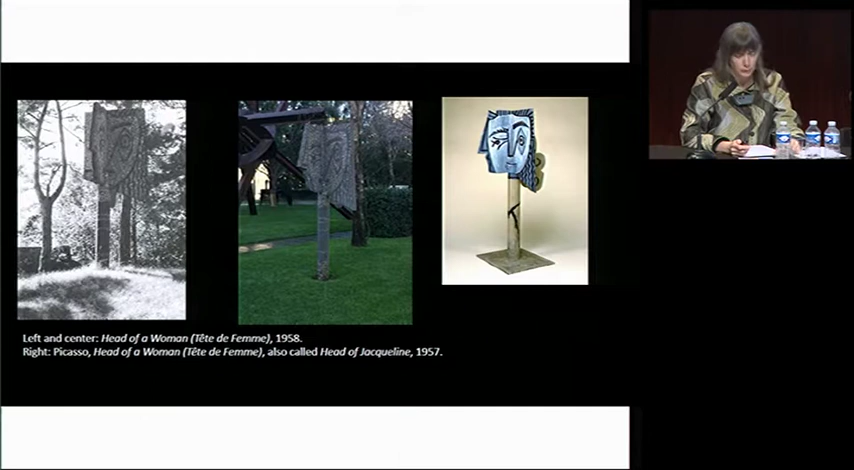 Left and center: Head of a Woman (Tête de Femme), 1958.
Right: Picasso, Head of a Woman (Tête de Femme), also called Head of Jacqueline, 1957.